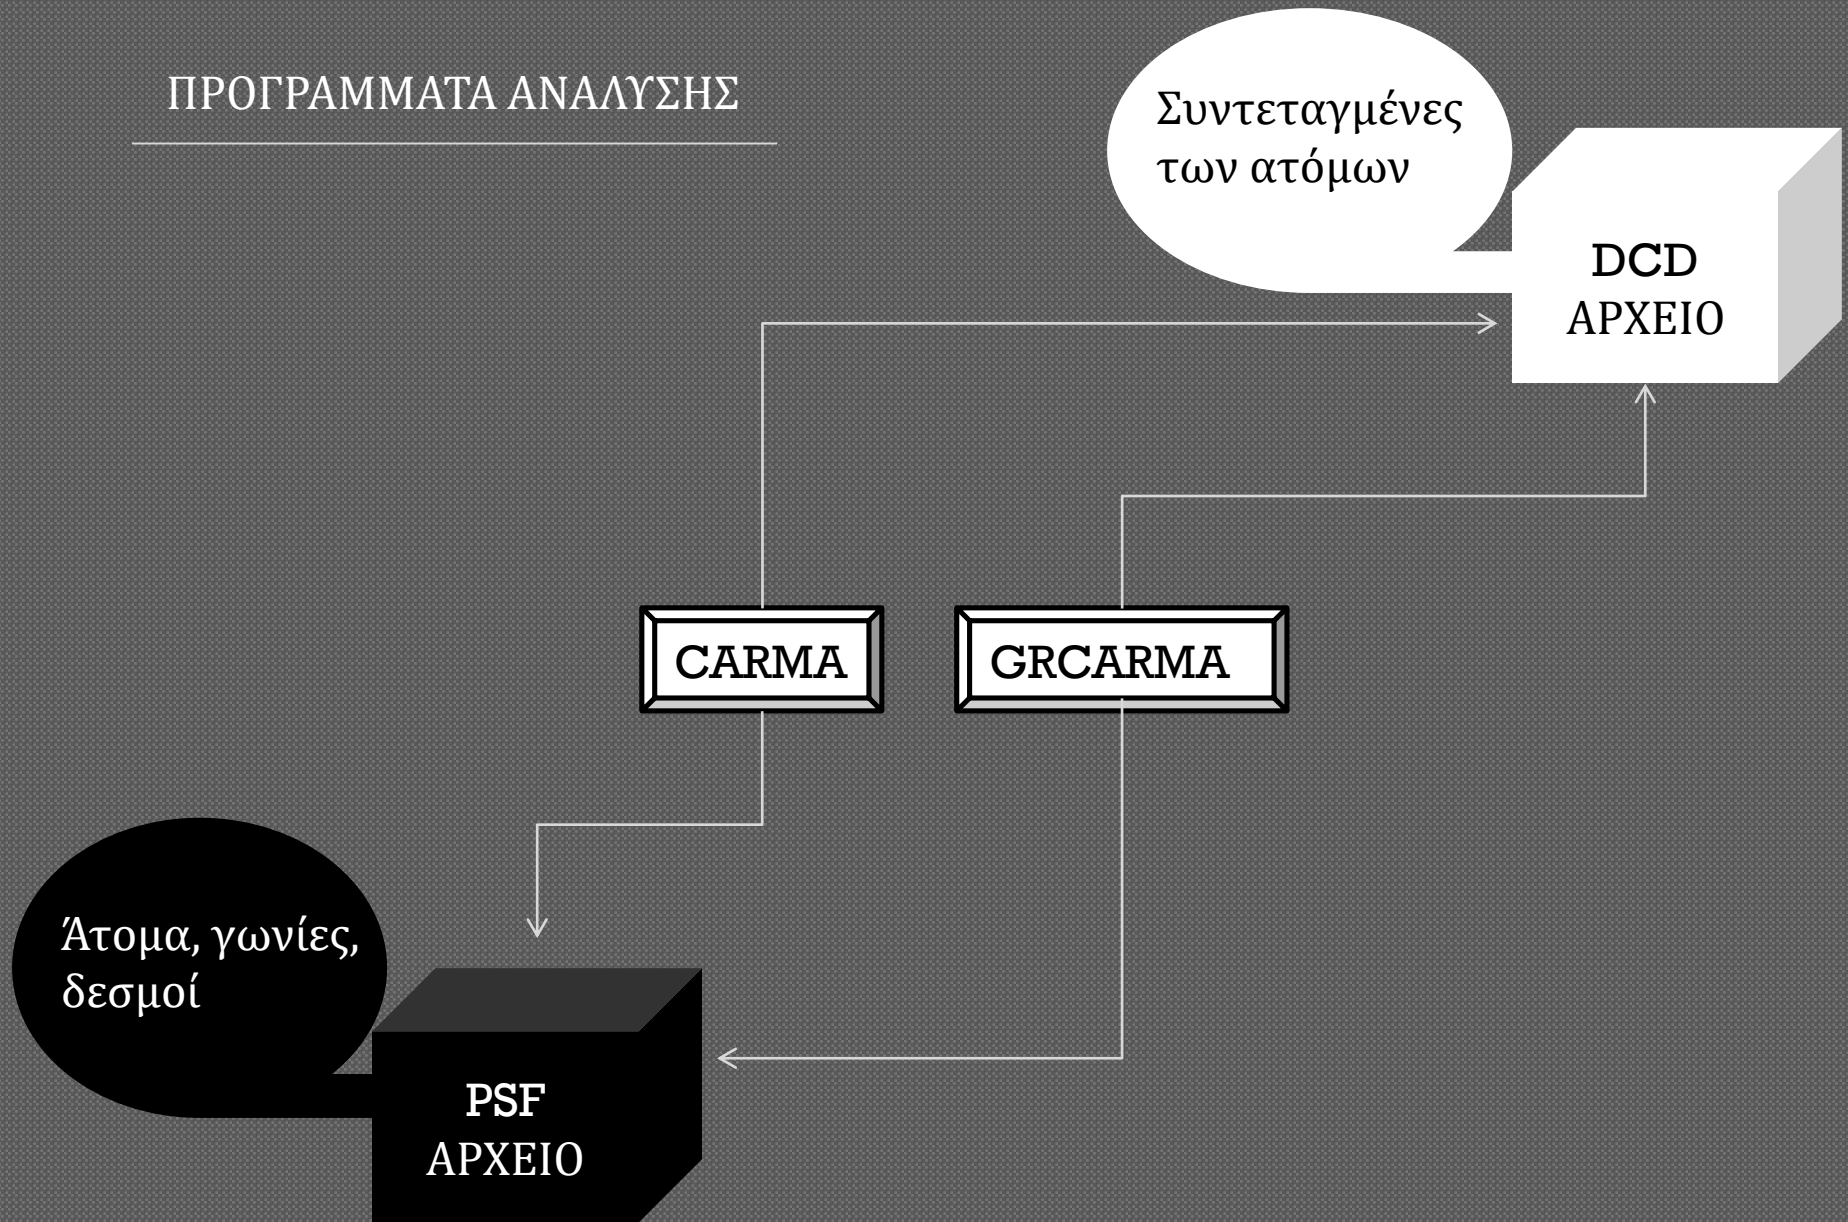 ΠΡΟΓΡΑΜΜΑΤΑ ΑΝΑΛΥΣΗΣ
Συντεταγμένες
των ατόμων
DCD
ΑΡΧΕΙΟ
CARMA
GRCARMA
Άτομα, γωνίες,
δεσμοί
PSF
ΑΡΧΕΙΟ